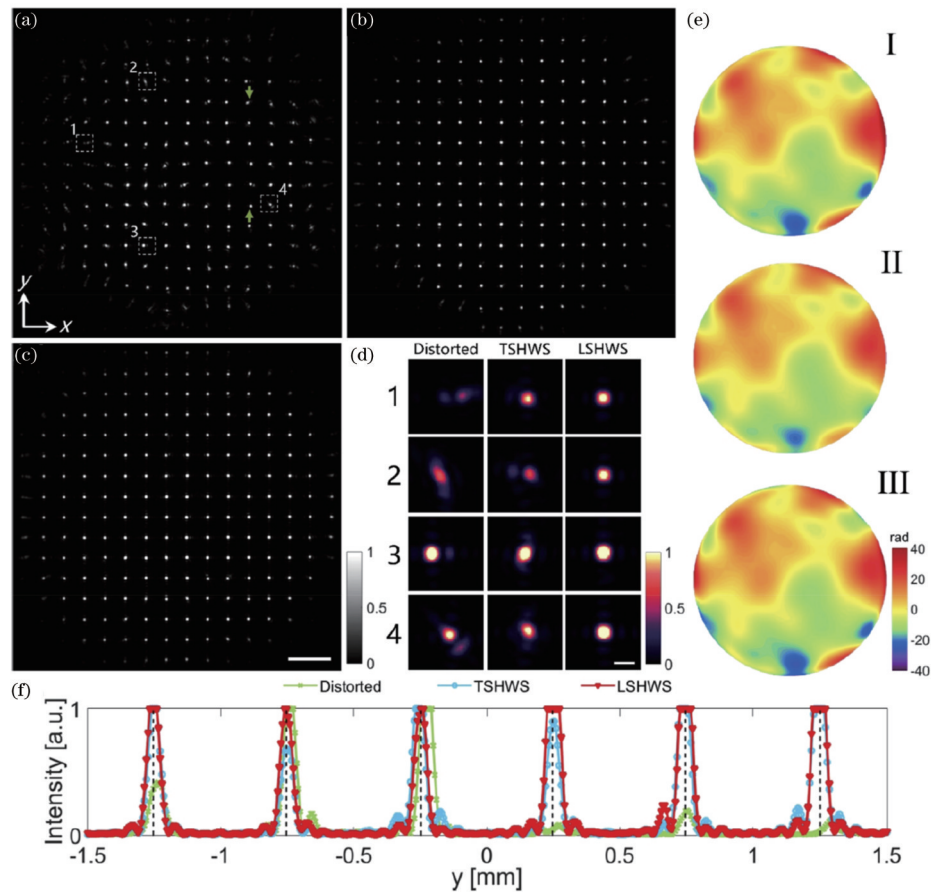 (a)
(b)
(e)
I
2
1
4
3
y
x
II
(c)
(d)
Distorted TSHWS LSHWS
1
2
3
4
1
0.5
0
1
0.5
0
III
rad
40
20
0
-20
-40
(f)
Distorted TSHWS LSHWS
Intensity [a.u.]
1
0
-1.5 -1 -0.5 0 0.5 1 1.5
y [mm]